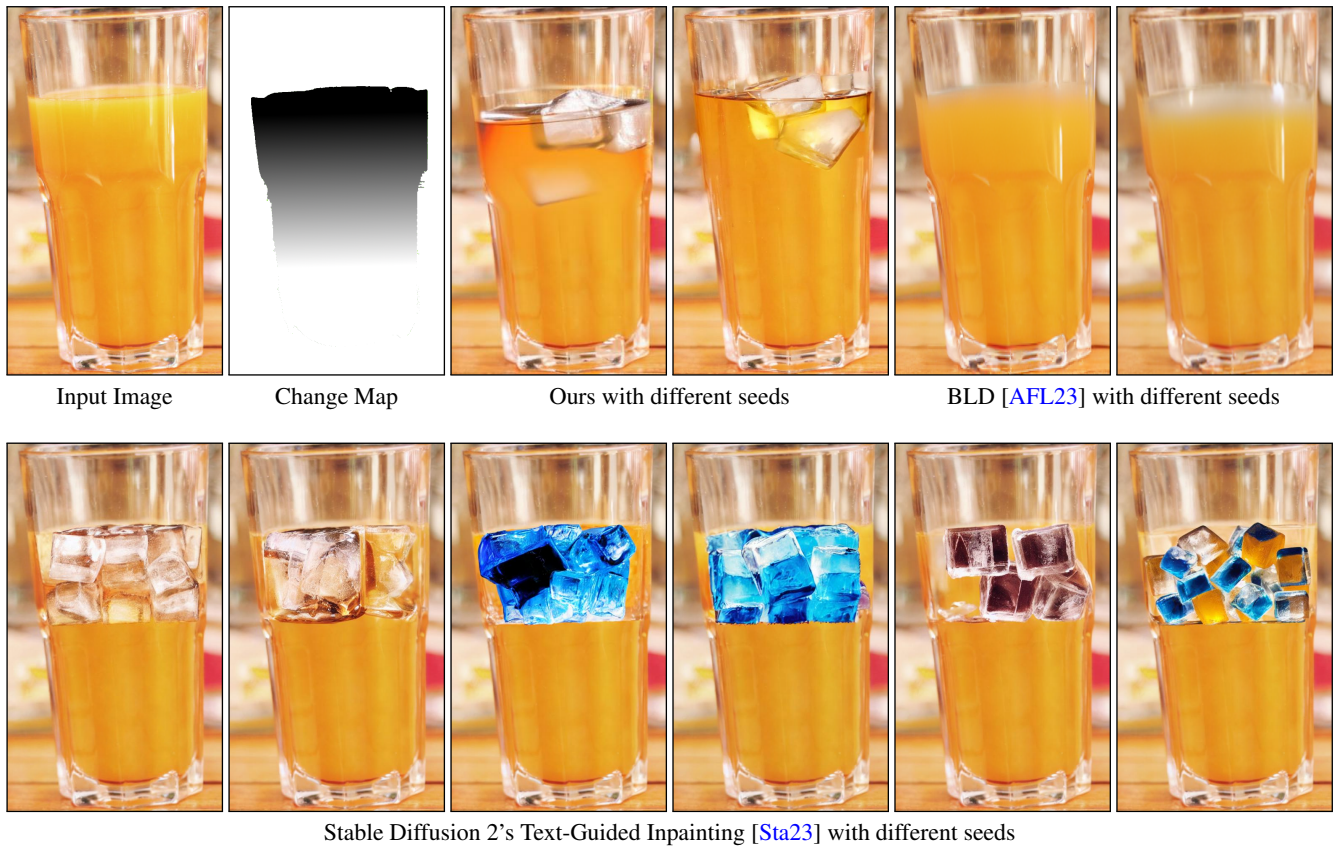 Input Image
Change Map
Ours with different seeds
BLD [AFL23] with different seeds
Stable Diffusion 2's Text-Guided Inpainting [Sta23] with different seeds